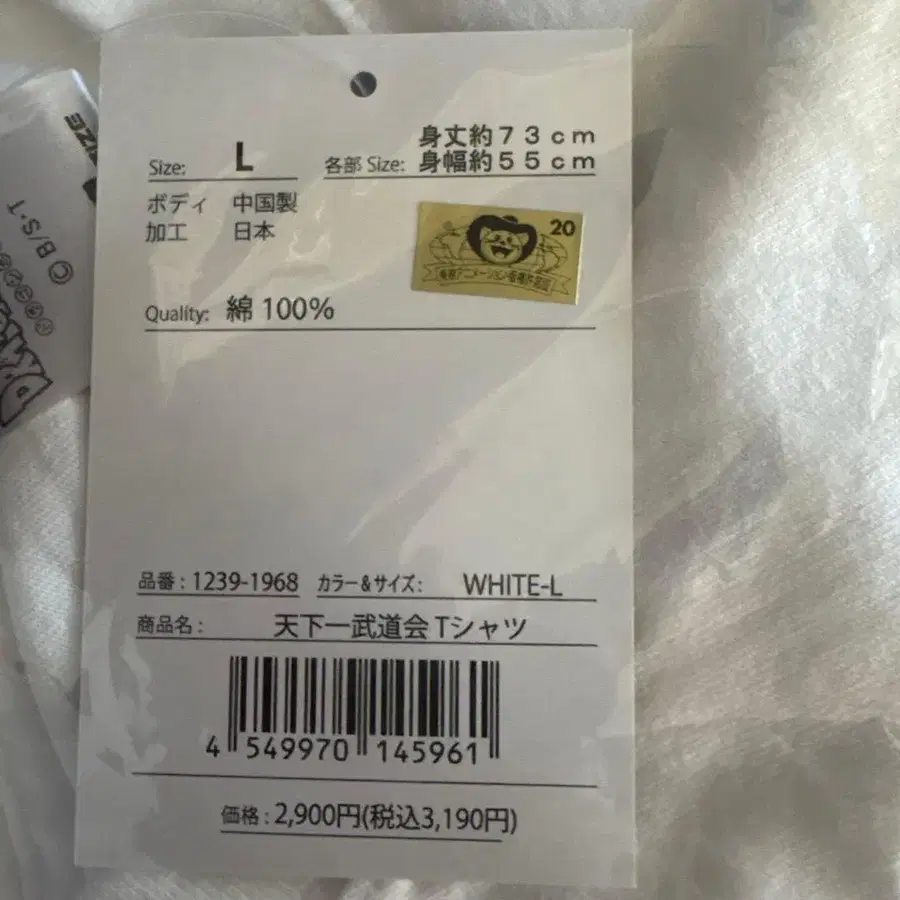 Size: L 各部 Size: 身丈約73cm
身幅約55cm
ボディ 中国製
加工 日本
20
Quality: 綿 100%
品番：1239-1968 カラー＆サイズ： WHITE-L
商品名： 天下一武道会 Tシャツ
4 549970 145961
価格：2,900円(税込3,190円)
SIZE
© B/S・T